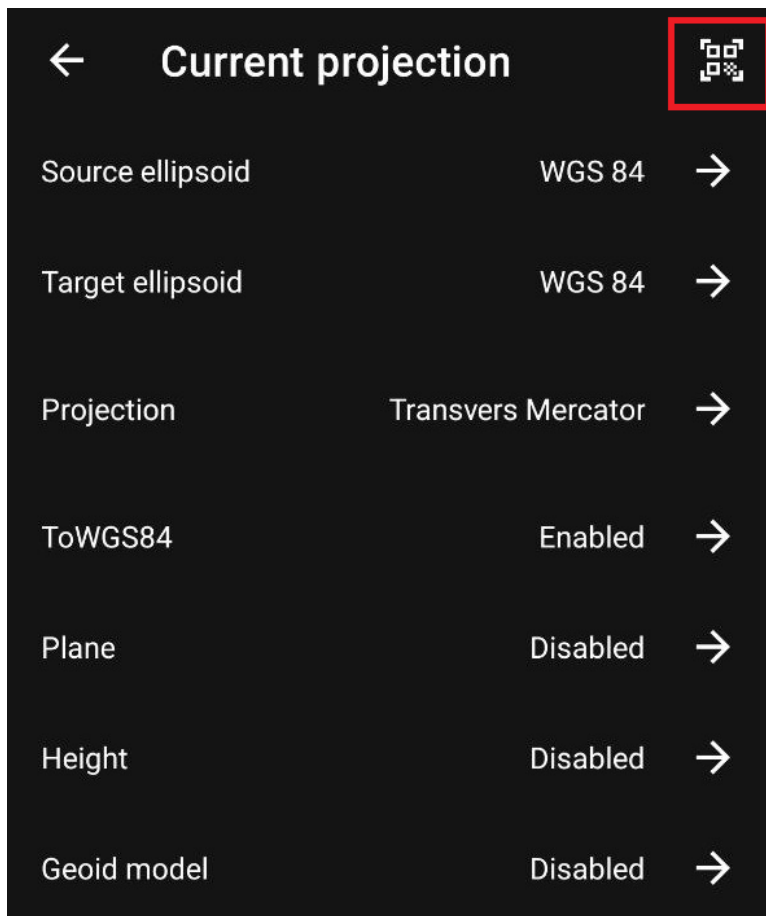 Current projection
Source ellipsoid WGS 84
Target ellipsoid WGS 84
Projection Transvers Mercator
ToWGS84 Enabled
Plane Disabled
Height Disabled
Geoid model Disabled